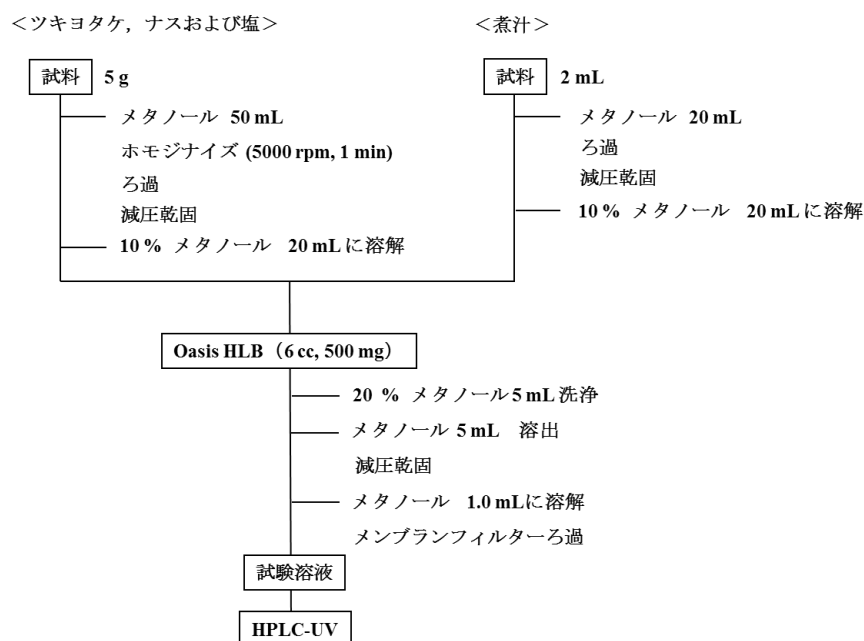 ＜ツキヨタケ，ナスおよび塩＞
試料 5 g
メタノール 50 mL
ホモジナイズ (5000 rpm, 1 min)
ろ過
減圧乾固
10 % メタノール 20 mLに溶解
＜煮汁＞
試料 2 mL
メタノール 20 mL
ろ過
減圧乾固
10 % メタノール 20 mLに溶解
Oasis HLB（6 cc, 500 mg）
20 % メタノール 5 mL 洗浄
メタノール 5 mL 溶出
減圧乾固
メタノール 1.0 mLに溶解
メンブランフィルターろ過
試験溶液
HPLC-UV